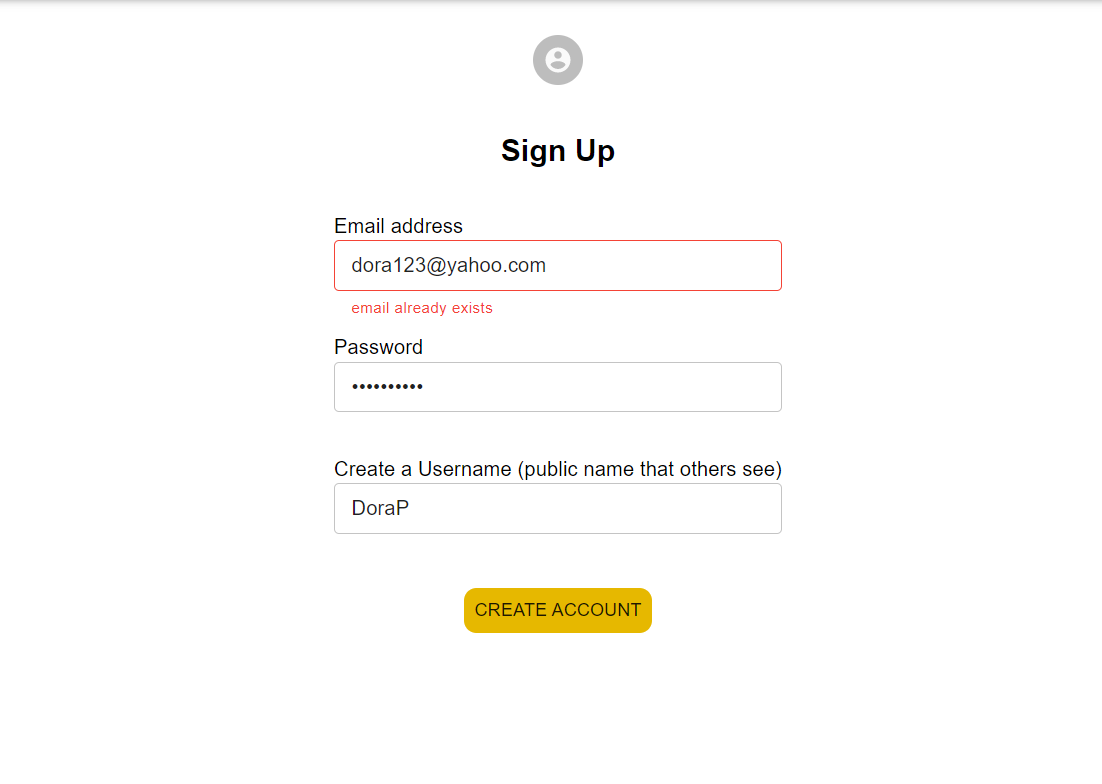 Sign Up
Email address
dora123@yahoo.com
email already exists
Password
••••••••••
Create a Username (public name that others see)
DoraP
CREATE ACCOUNT